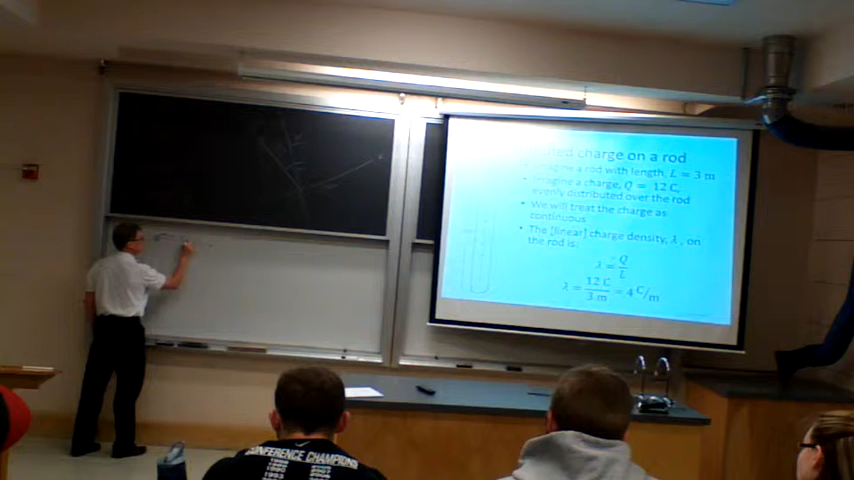 charge on a rod
• Imagine a rod with length, L = 3 m
• Imagine a charge, Q = 12 C,
evenly distributed over the rod
• We will treat the charge as
continuous
• The [linear] charge density, λ, on
the rod is:
λ = Q/L
λ = 12 C/3 m = 4 C/m
CONFERENCE CHAMPIONS